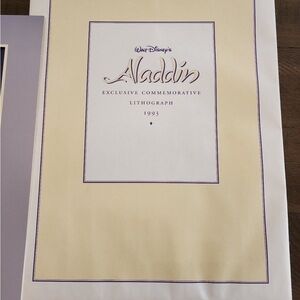 Walt Disney's
Aladdin
EXCLUSIVE COMMEMORATIVE
LITHOGRAPH
1993